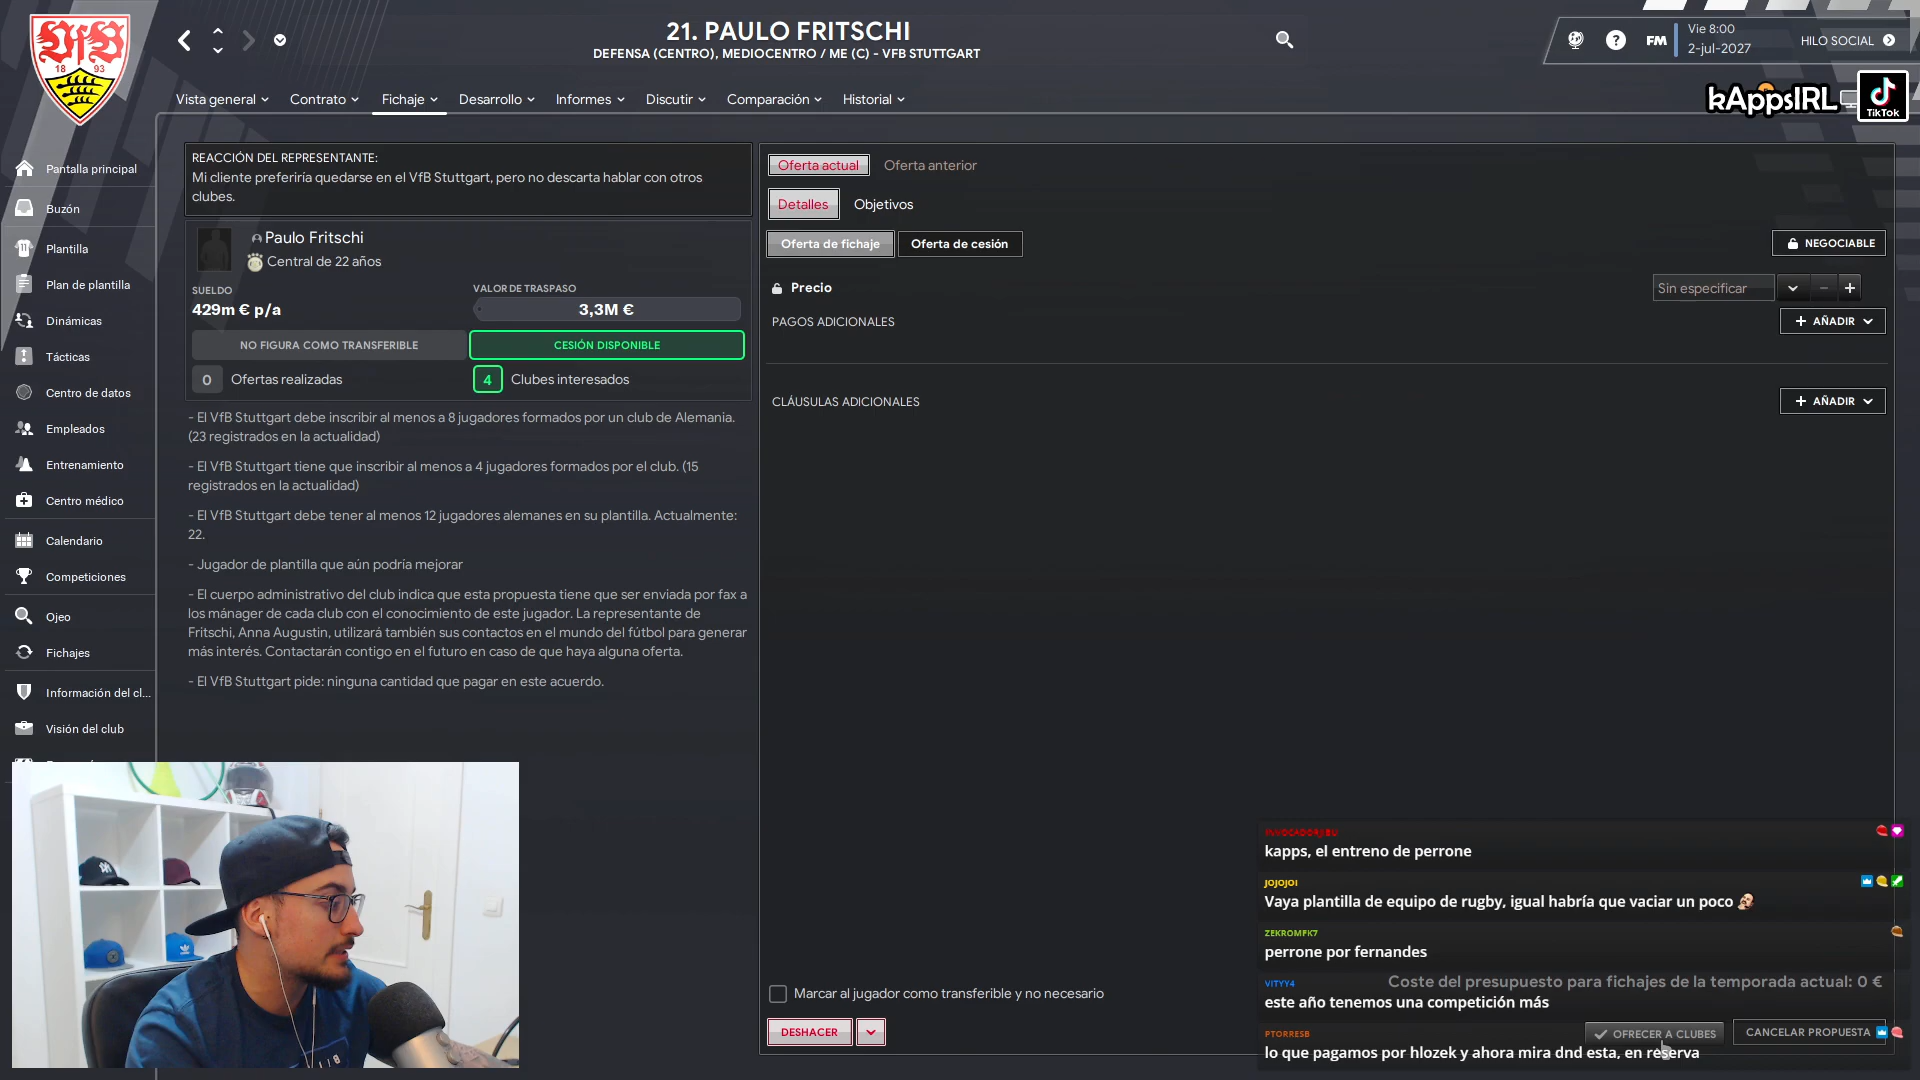 VfB
18 93
21. PAULO FRITSCHI
DEFENSA (CENTRO), MEDIOCENTRO / ME (C) - VFB STUTTGART
FM
Vie 8:00
2-jul-2027
HILO SOCIAL
Vista general
Contrato
Fichaje
Desarrollo
Informes
Discutir
Comparación
Historial
kAppsIRL
TikTok
Pantalla principal
Buzón
Plantilla
Plan de plantilla
Dinámicas
Tácticas
Centro de datos
Empleados
Entrenamiento
Centro médico
Calendario
Competiciones
Ojeo
Fichajes
Información del cl...
Visión del club
REACCIÓN DEL REPRESENTANTE:
Mi cliente preferiría quedarse en el VfB Stuttgart, pero no descarta hablar con otros
clubes.
Paulo Fritschi
Central de 22 años
SUELDO
429m € p/a
VALOR DE TRASPASO
3,3M €
NO FIGURA COMO TRANSFERIBLE
CESIÓN DISPONIBLE
0 Ofertas realizadas
4 Clubes interesados
- El VfB Stuttgart debe inscribir al menos a 8 jugadores formados por un club de Alemania.
(23 registrados en la actualidad)
- El VfB Stuttgart tiene que inscribir al menos a 4 jugadores formados por el club. (15
registrados en la actualidad)
- El VfB Stuttgart debe tener al menos 12 jugadores alemanes en su plantilla. Actualmente:
22.
- Jugador de plantilla que aún podría mejorar
- El cuerpo administrativo del club indica que esta propuesta tiene que ser enviada por fax a
los mánager de cada club con el conocimiento de este jugador. La representante de
Fritschi, Anna Augustin, utilizará también sus contactos en el mundo del fútbol para generar
más interés. Contactarán contigo en el futuro en caso de que haya alguna oferta.
- El VfB Stuttgart pide: ninguna cantidad que pagar en este acuerdo.
Oferta actual
Oferta anterior
Detalles
Objetivos
Oferta de fichaje
Oferta de cesión
NEGOCIABLE
Precio
Sin especificar
PAGOS ADICIONALES
AÑADIR
CLÁUSULAS ADICIONALES
AÑADIR
kapps, el entreno de perrone
JOJOJOI
Vaya plantilla de equipo de rugby, igual habría que vaciar un poco
ZEKROMFK7
perrone por fernandes
VITYY4
Coste del presupuesto para fichajes de la temporada actual: 0 €
este año tenemos una competición más
Marcar al jugador como transferible y no necesario
DESHACER
PTORRESB
OFRECER A CLUBES
CANCELAR PROPUESTA
lo que pagamos por hlozek y ahora mira dnd esta, en reserva